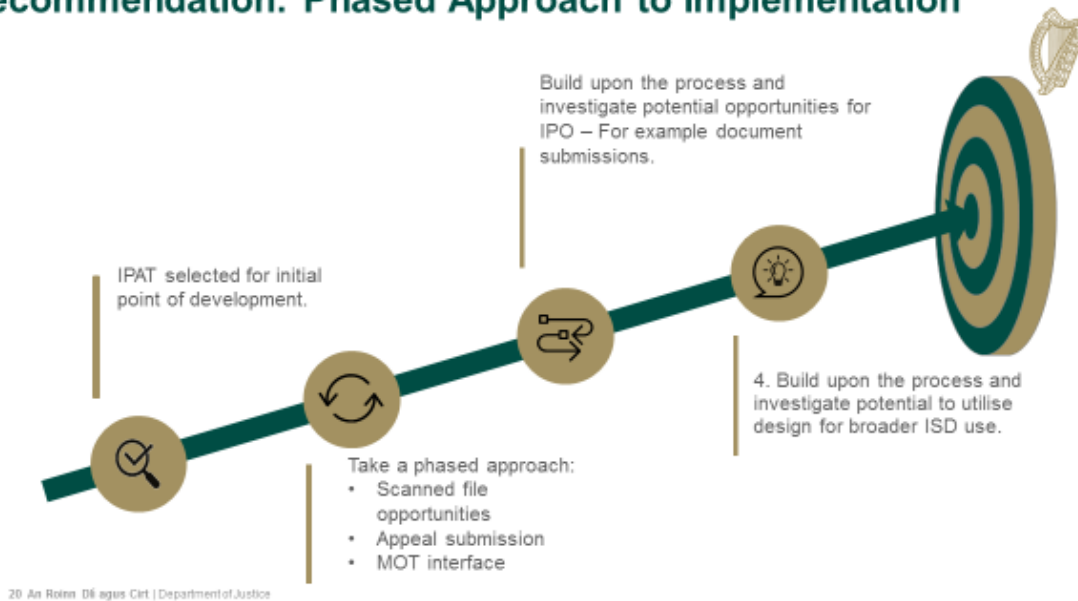 ecommendation: Phased Approach to Implementation
Build upon the process and
investigate potential opportunities for
IPO – For example document
submissions.
IPAT selected for initial
point of development.
4. Build upon the process and
investigate potential to utilise
design for broader ISD use.
Take a phased approach:
• Scanned file
opportunities
• Appeal submission
• MOT interface
20 An Roinn Dlí agus Cirt | Department of Justice